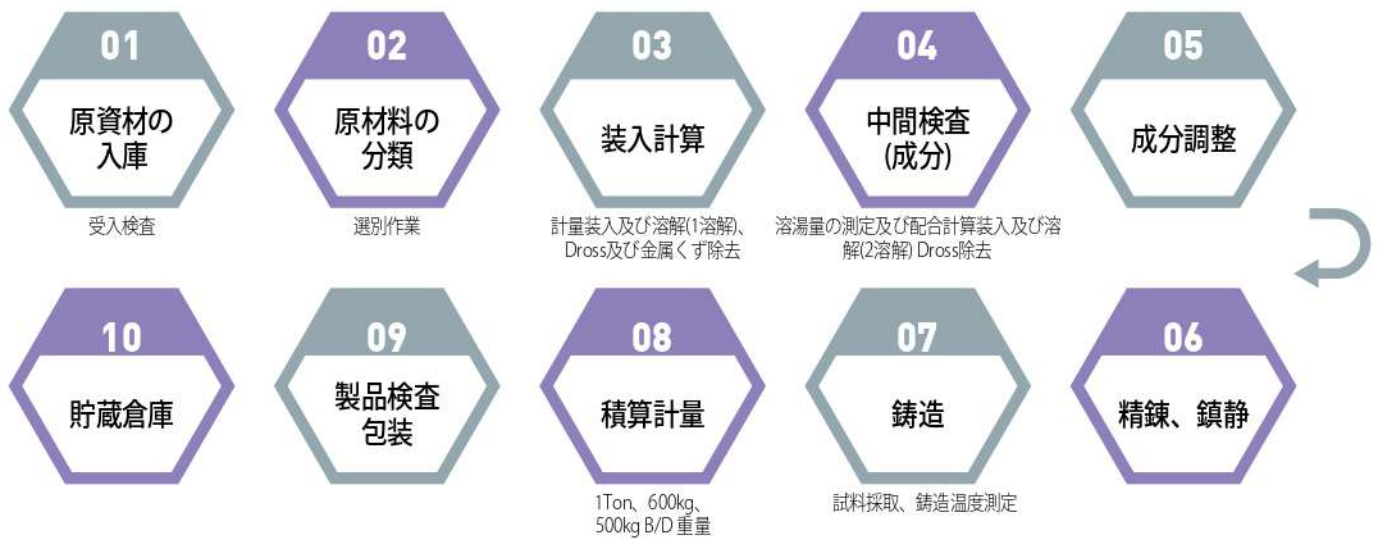 01
原資材の
入庫
受入検査
02
原材料の
分類
選別作業
03
装入計算
計量装入及び溶解(1溶解)、
Dross及び金属くず除去
04
中間検査
(成分)
溶湯量の測定及び配合計算装入及び溶
解(2溶解) Dross除去
05
成分調整
06
精錬、鎮静
07
鋳造
試料採取、鋳造温度測定
08
積算計量
1Ton、600kg、
500kg B/D 重量
09
製品検査
包装
10
貯蔵倉庫